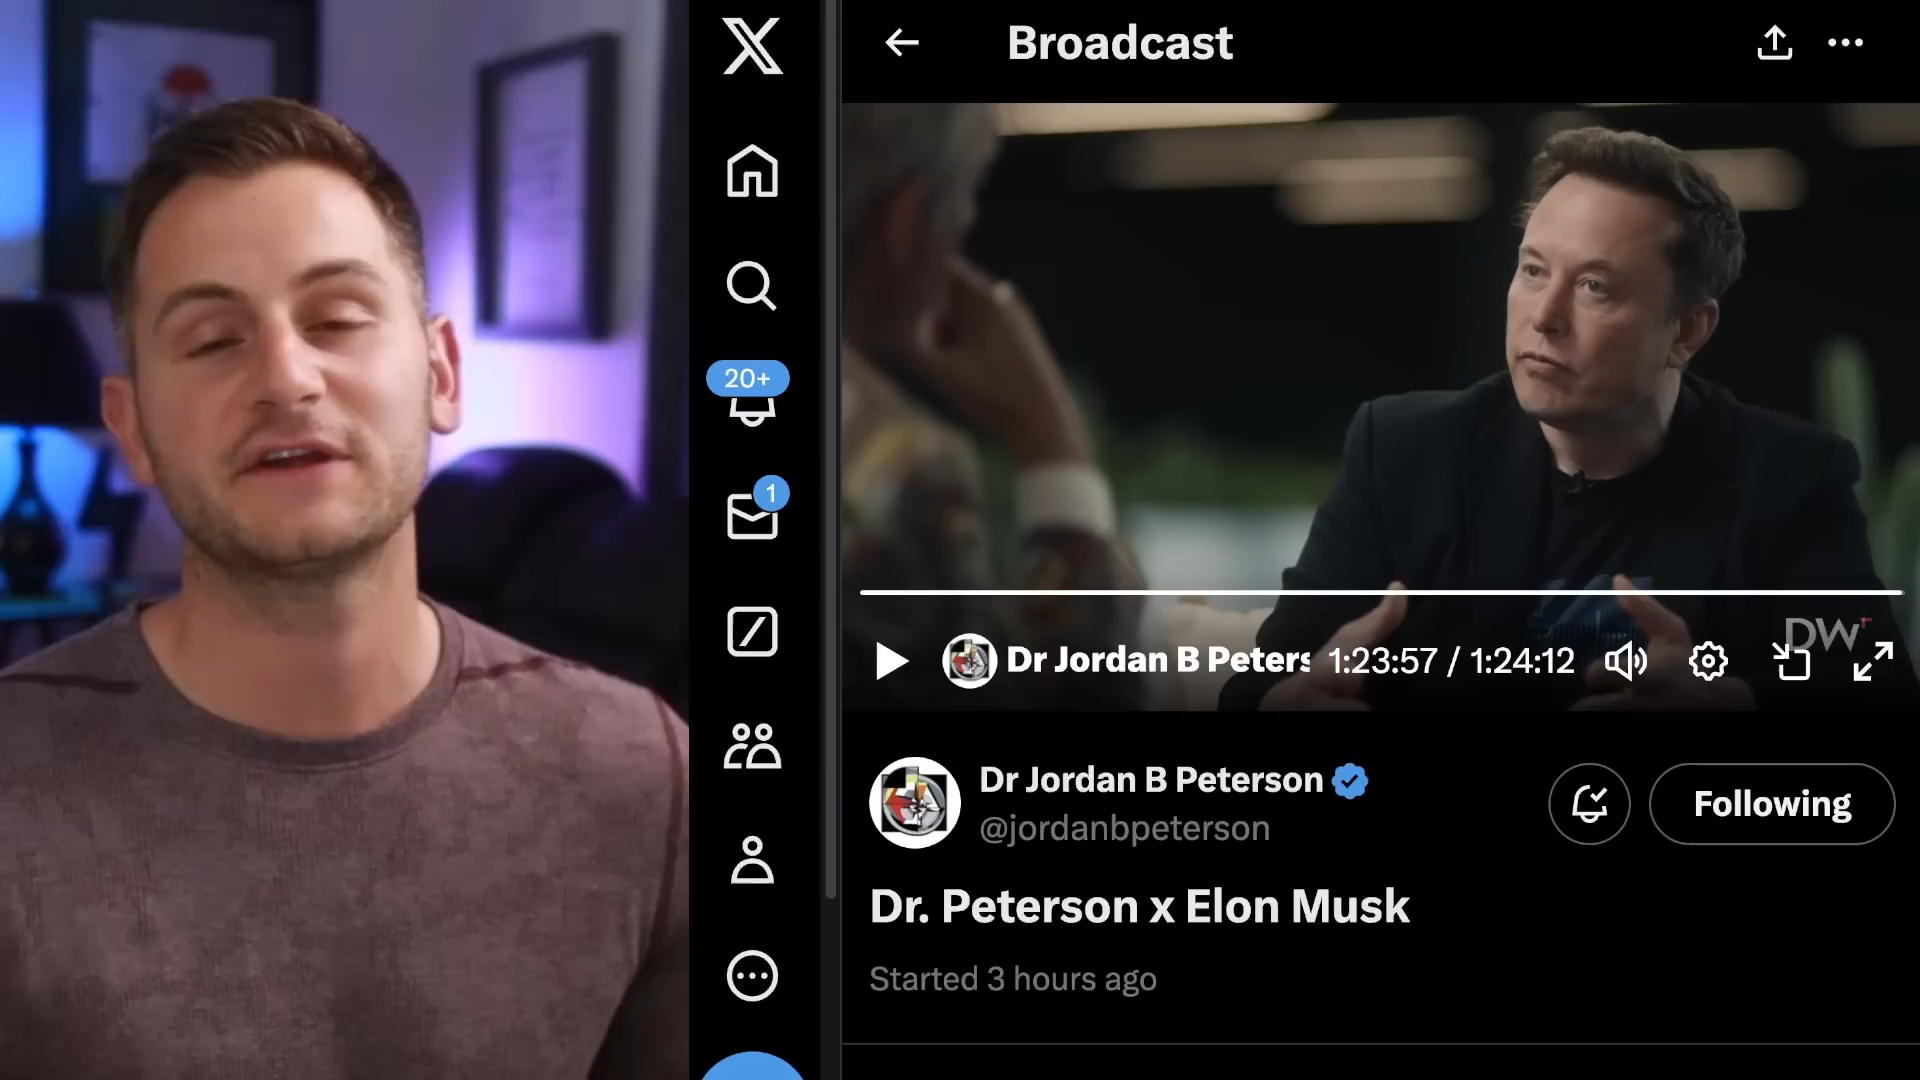 Broadcast
20+
1
DW+
Dr Jordan B Peters
1:23:57 / 1:24:12
Dr Jordan B Peterson
@jordanbpeterson
Following
Dr. Peterson x Elon Musk
Started 3 hours ago